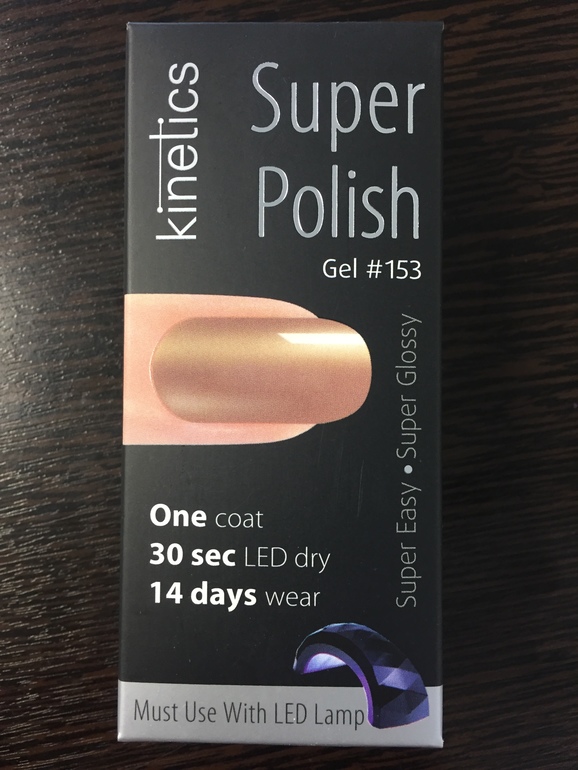 kinetics
Super
Polish
Gel #153
Super Easy • Super Glossy
One coat
30 sec LED dry
14 days wear
Must Use With LED Lamp